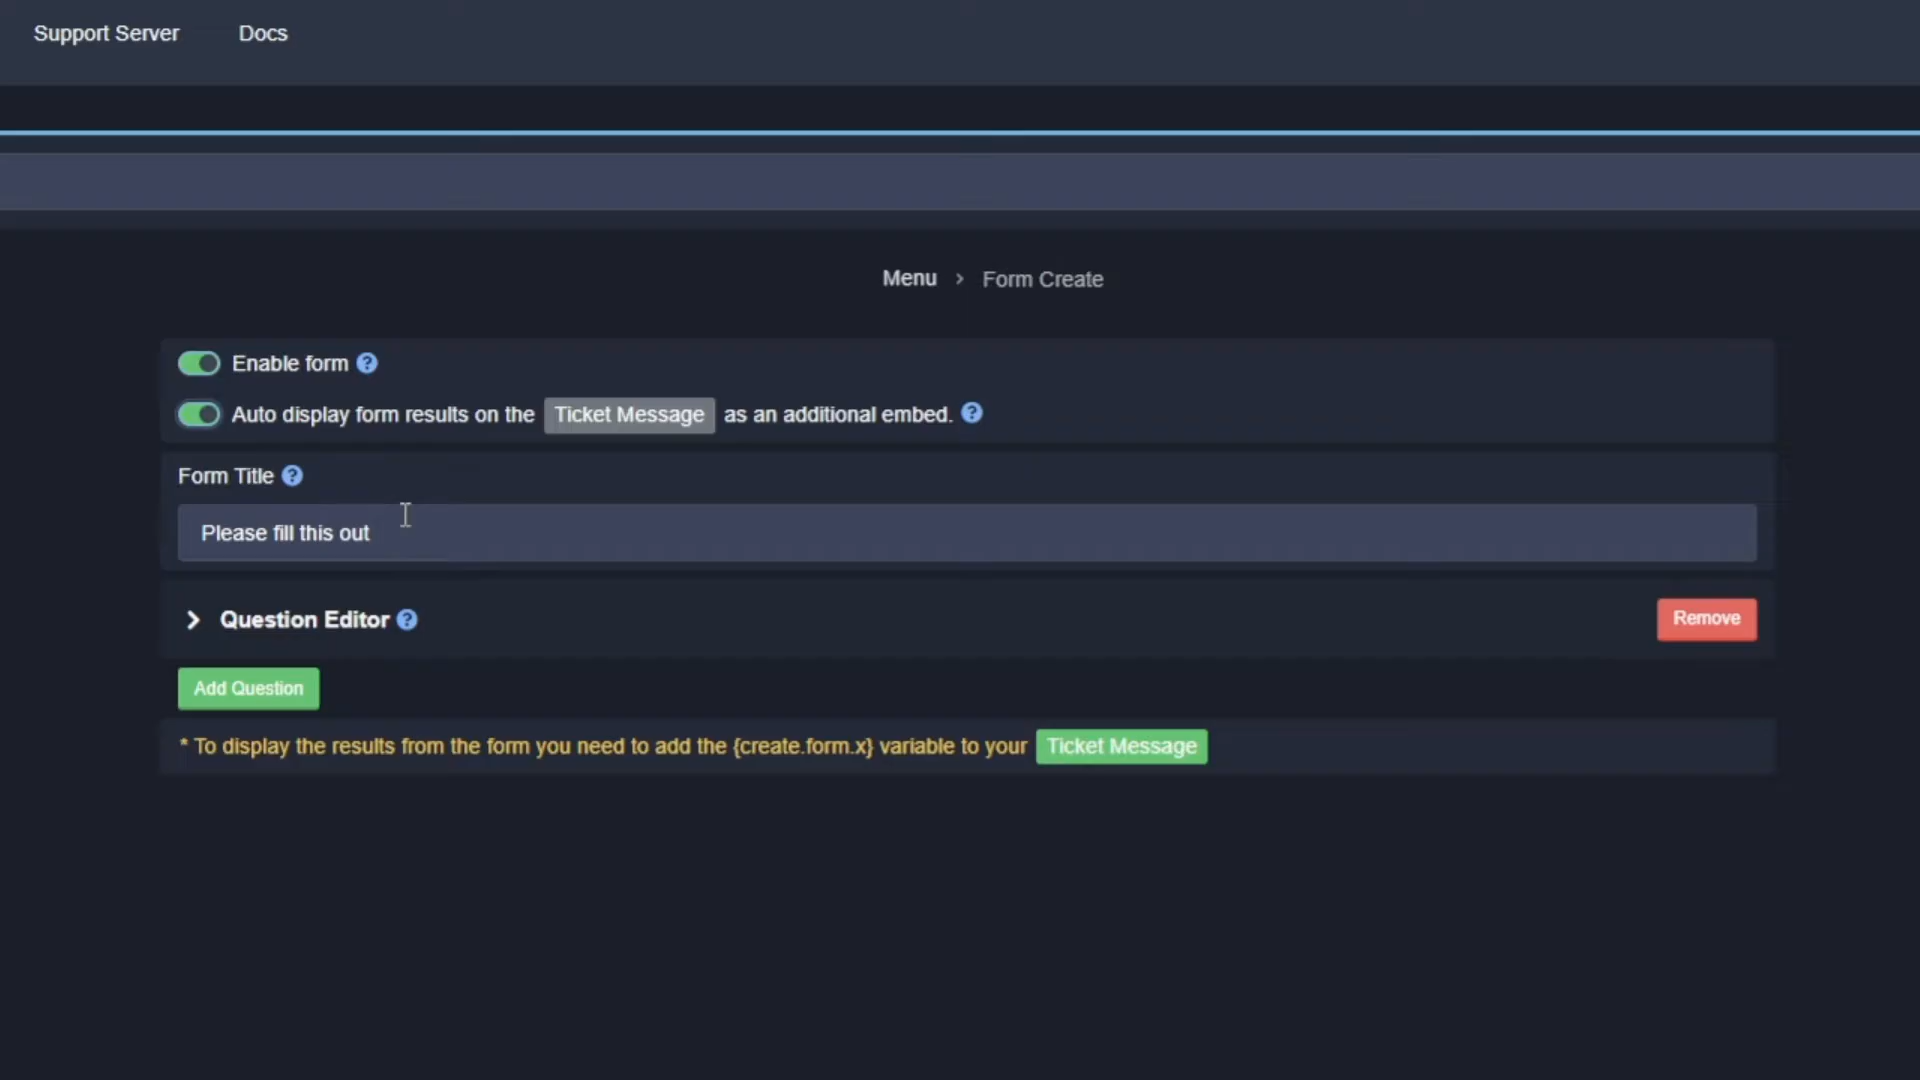 Support Server Docs
Menu > Form Create
Enable form ?
Auto display form results on the Ticket Message as an additional embed. ?
Form Title ?
Please fill this out
> Question Editor ? Remove
Add Question
* To display the results from the form you need to add the {create.form.x} variable to your Ticket Message